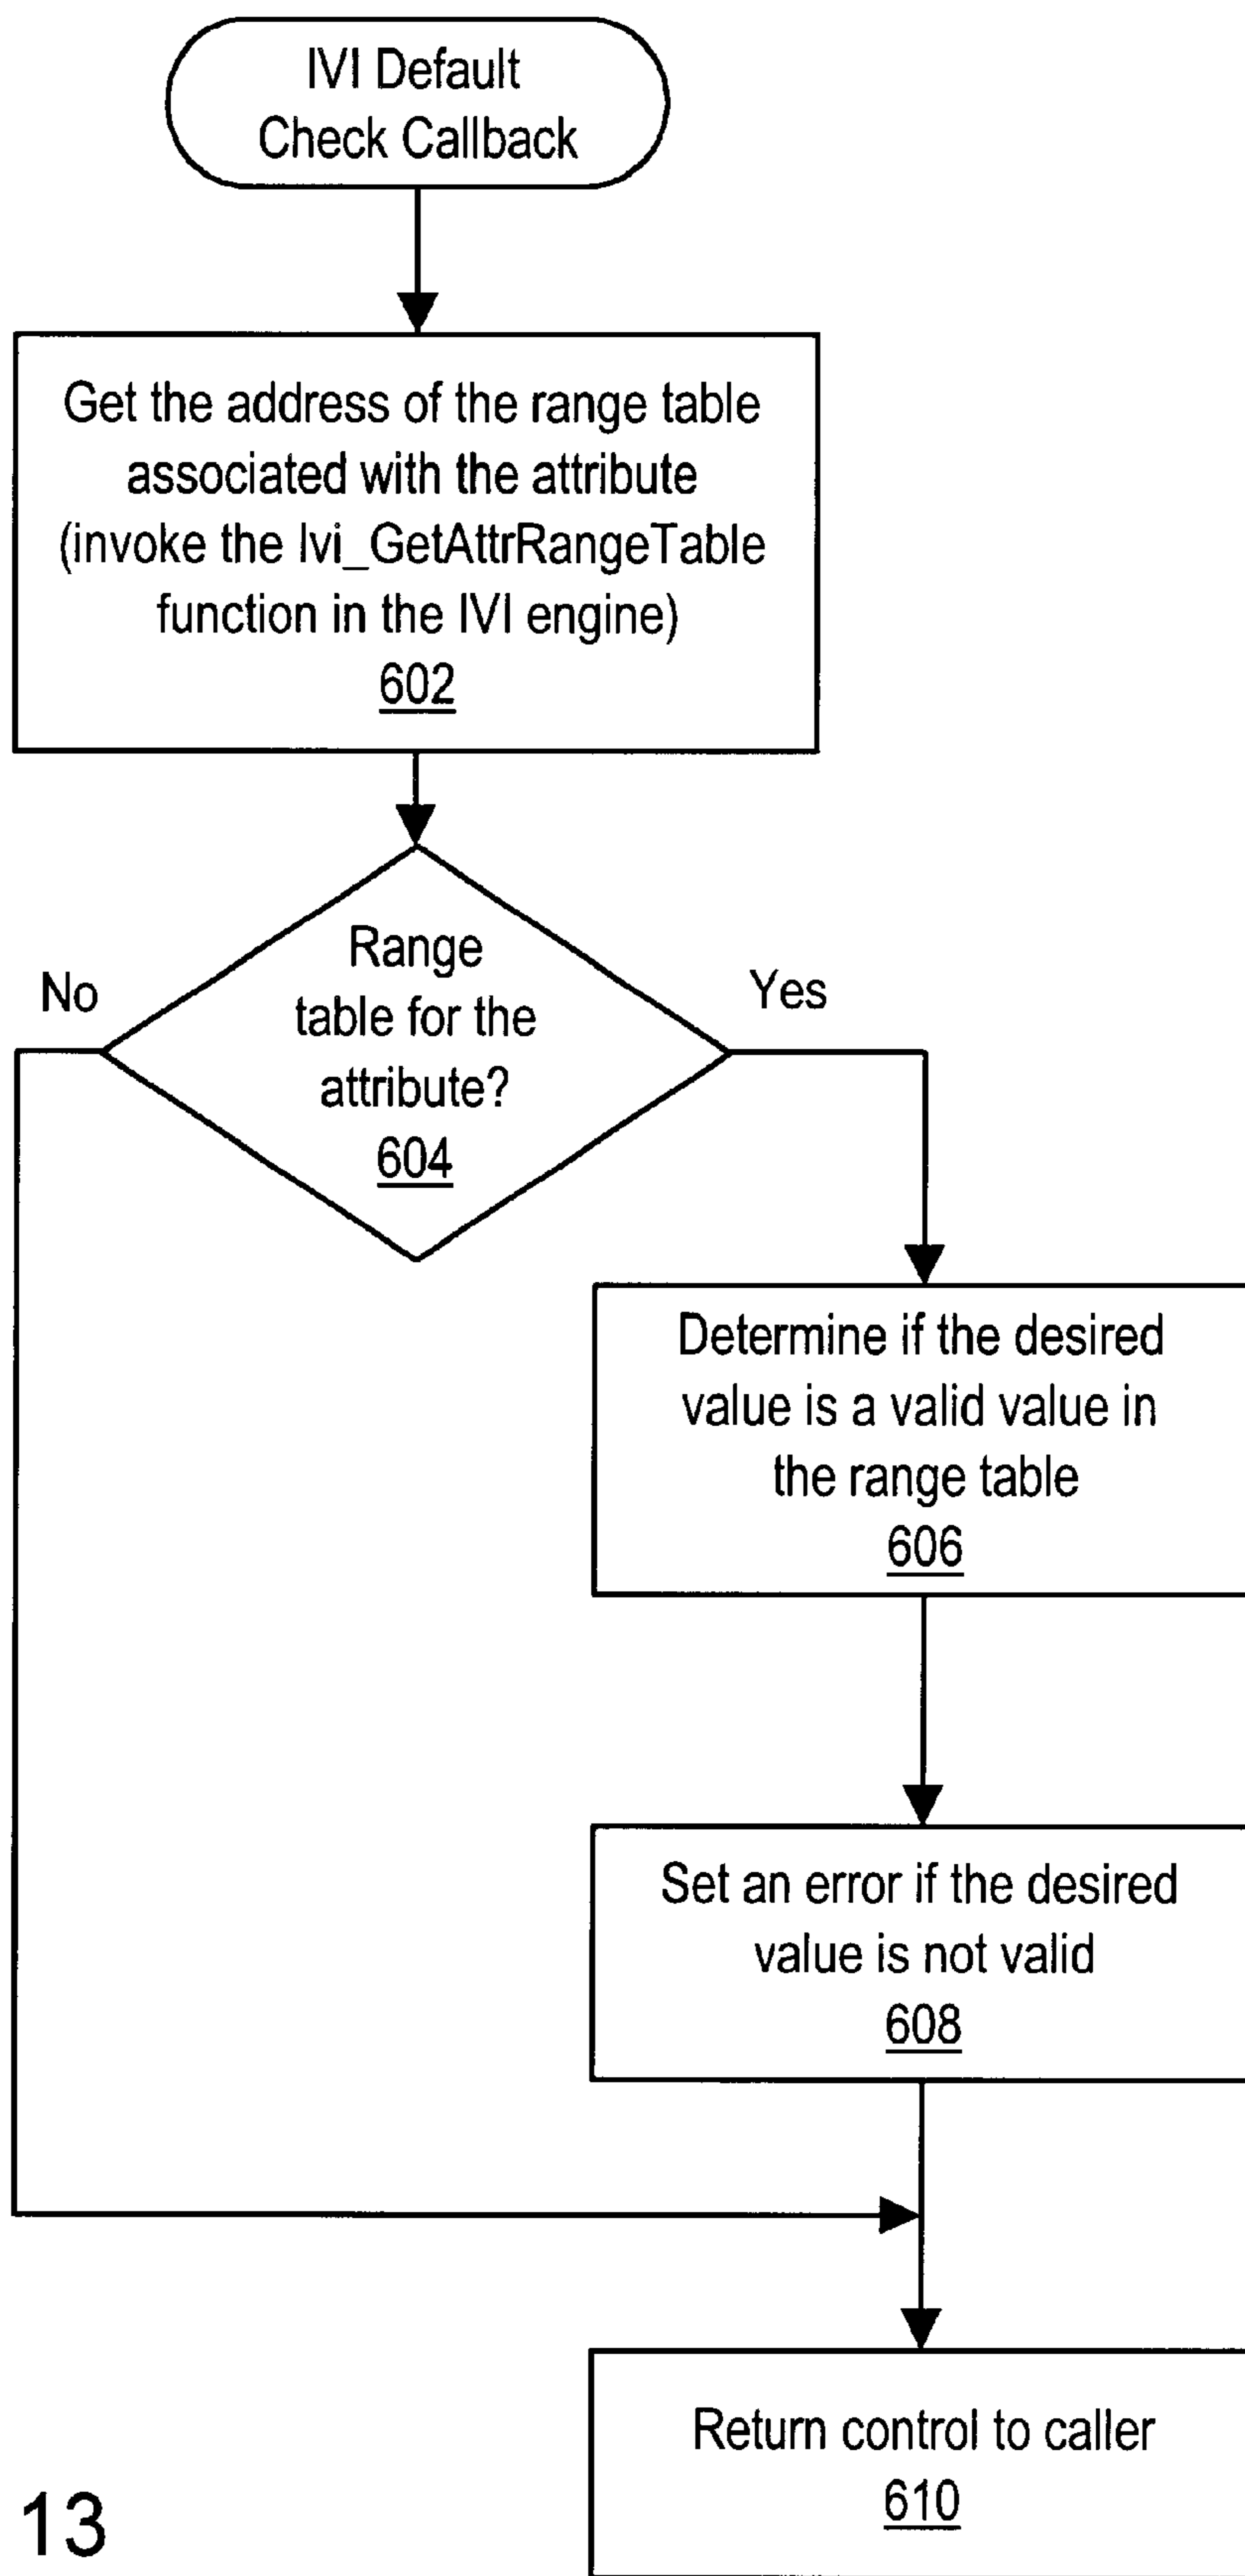 IVI Default
Check Callback
Get the address of the range table
associated with the attribute
(invoke the Ivi_GetAttrRangeTable
function in the IVI engine)
602
Range
table for the
attribute?
604
No
Yes
Determine if the desired
value is a valid value in
the range table
606
Set an error if the desired
value is not valid
608
Return control to caller
610
13